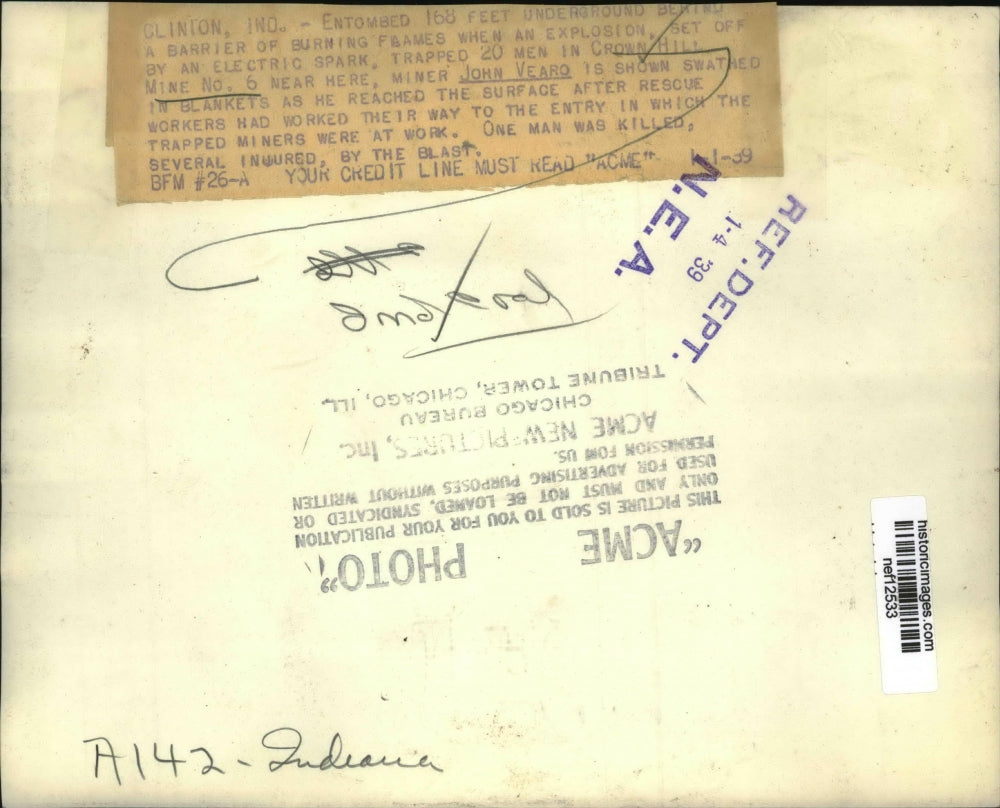 CLINTON, IND. - ENTOMBED 168 FEET UNDERGROUND BEHIND
A BARRIER OF BURNING FLAMES WHEN AN EXPLOSION, SET OFF
BY AN ELECTRIC SPARK, TRAPPED 20 MEN IN CROWN HILL
MINE NO. 6 NEAR HERE, MINER JOHN VEARO IS SHOWN SWATHED
IN BLANKETS AS HE REACHED THE SURFACE AFTER RESCUE
WORKERS HAD WORKED THEIR WAY TO THE ENTRY IN WHICH THE
TRAPPED MINERS WERE AT WORK. ONE MAN WAS KILLED,
SEVERAL INJURED, BY THE BLAST.
BFM #26-A YOUR CREDIT LINE MUST READ "ACME" 1-39
N.E.A.
1-4 '39
REF. DEPT.
"ACME PHOTO"
THIS PICTURE IS SOLD TO YOU FOR YOUR PUBLICATION
ONLY AND MUST NOT BE LOANED, SYNDICATED OR
USED FOR ADVERTISING PURPOSES WITHOUT WRITTEN
PERMISSION FOM US.
ACME NEWSPICTURES, Inc.
CHICAGO BUREAU
TRIBUNE TOWER, CHICAGO, ILL.
historicimages.com
nef12533
A142 - Indiana